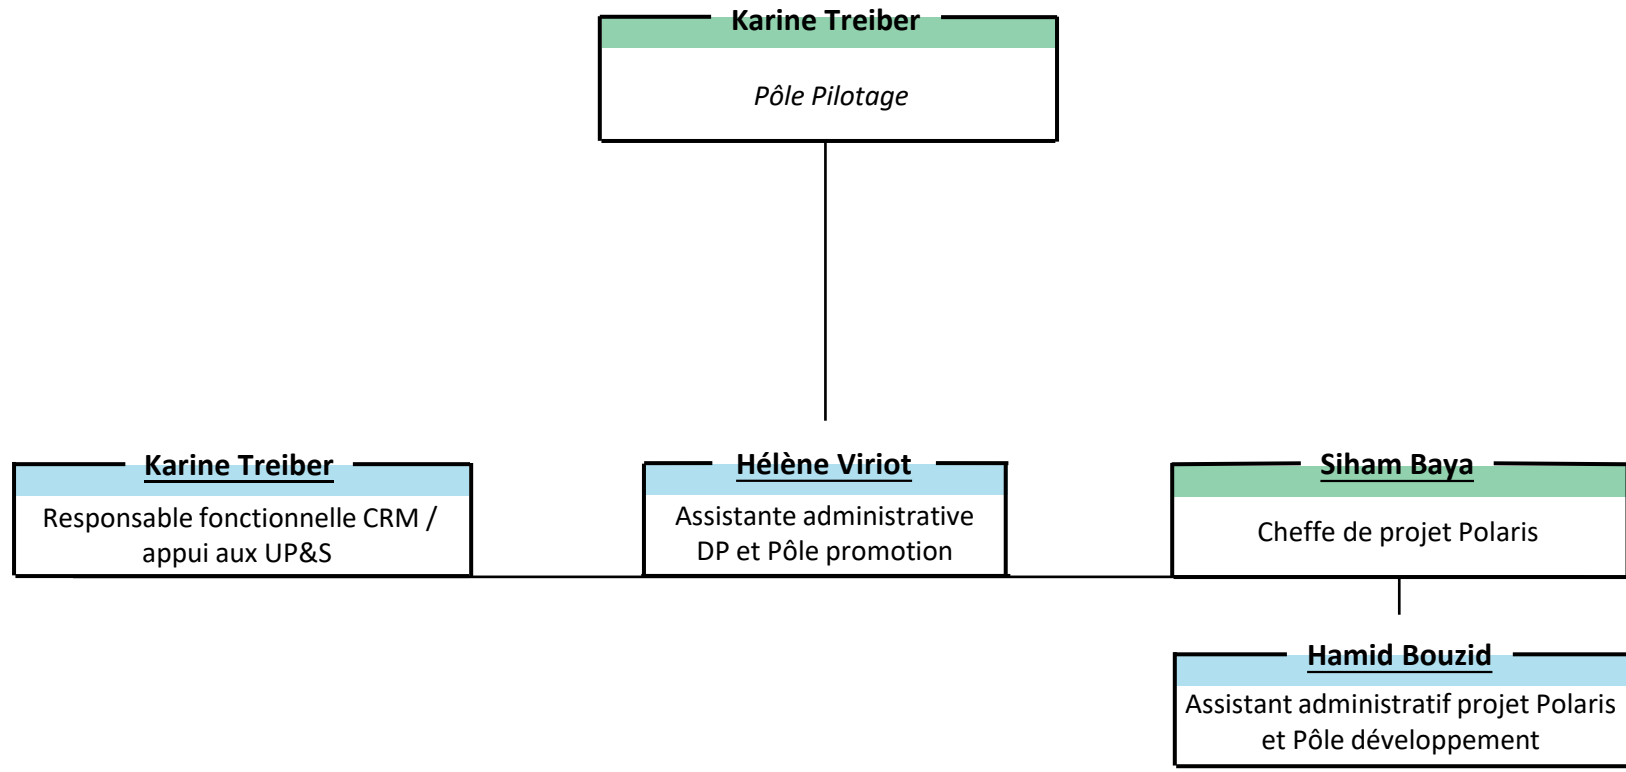 Karine Treiber
Pôle Pilotage
Karine Treiber
Responsable fonctionnelle CRM /
appui aux UP&S
Hélène Viriot
Assistante administrative
DP et Pôle promotion
Siham Baya
Cheffe de projet Polaris
Hamid Bouzid
Assistant administratif projet Polaris
et Pôle développement